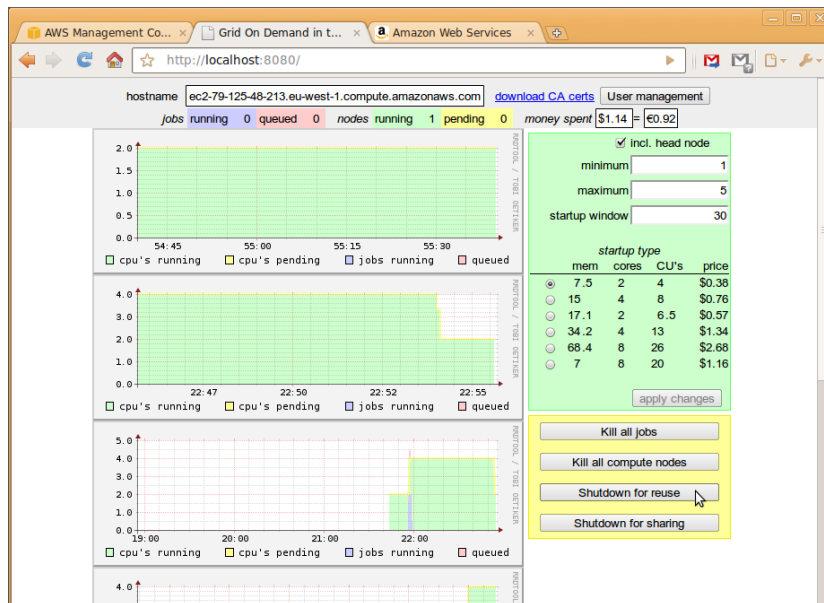 AWS Management Co... Grid On Demand in t... Amazon Web Services
http://localhost:8080/
hostname ec2-79-125-48-213.eu-west-1.compute.amazonaws.com download CA certs User management
jobs running 0 queued 0 nodes running 1 pending 0 money spent $1.14 = €0.92
2.0
1.5
1.0
0.5
0.0
54:45 55:00 55:15 55:30
cpu's running cpu's pending jobs running queued
RRDTOOL / TOBI OETIKER
4.0
3.0
2.0
1.0
0.0
22:47 22:50 22:52 22:55
cpu's running cpu's pending jobs running queued
RRDTOOL / TOBI OETIKER
5.0
4.0
3.0
2.0
1.0
0.0
19:00 20:00 21:00 22:00
cpu's running cpu's pending jobs running queued
RRDTOOL / TOBI OETIKER
4.0
3.0
RRDTOOL
incl. head node
minimum 1
maximum 5
startup window 30
startup type
mem cores CU's price
7.5 2 4 $0.38
15 4 8 $0.76
17.1 2 6.5 $0.57
34.2 4 13 $1.34
68.4 8 26 $2.68
7 8 20 $1.16
apply changes
Kill all jobs
Kill all compute nodes
Shutdown for reuse
Shutdown for sharing